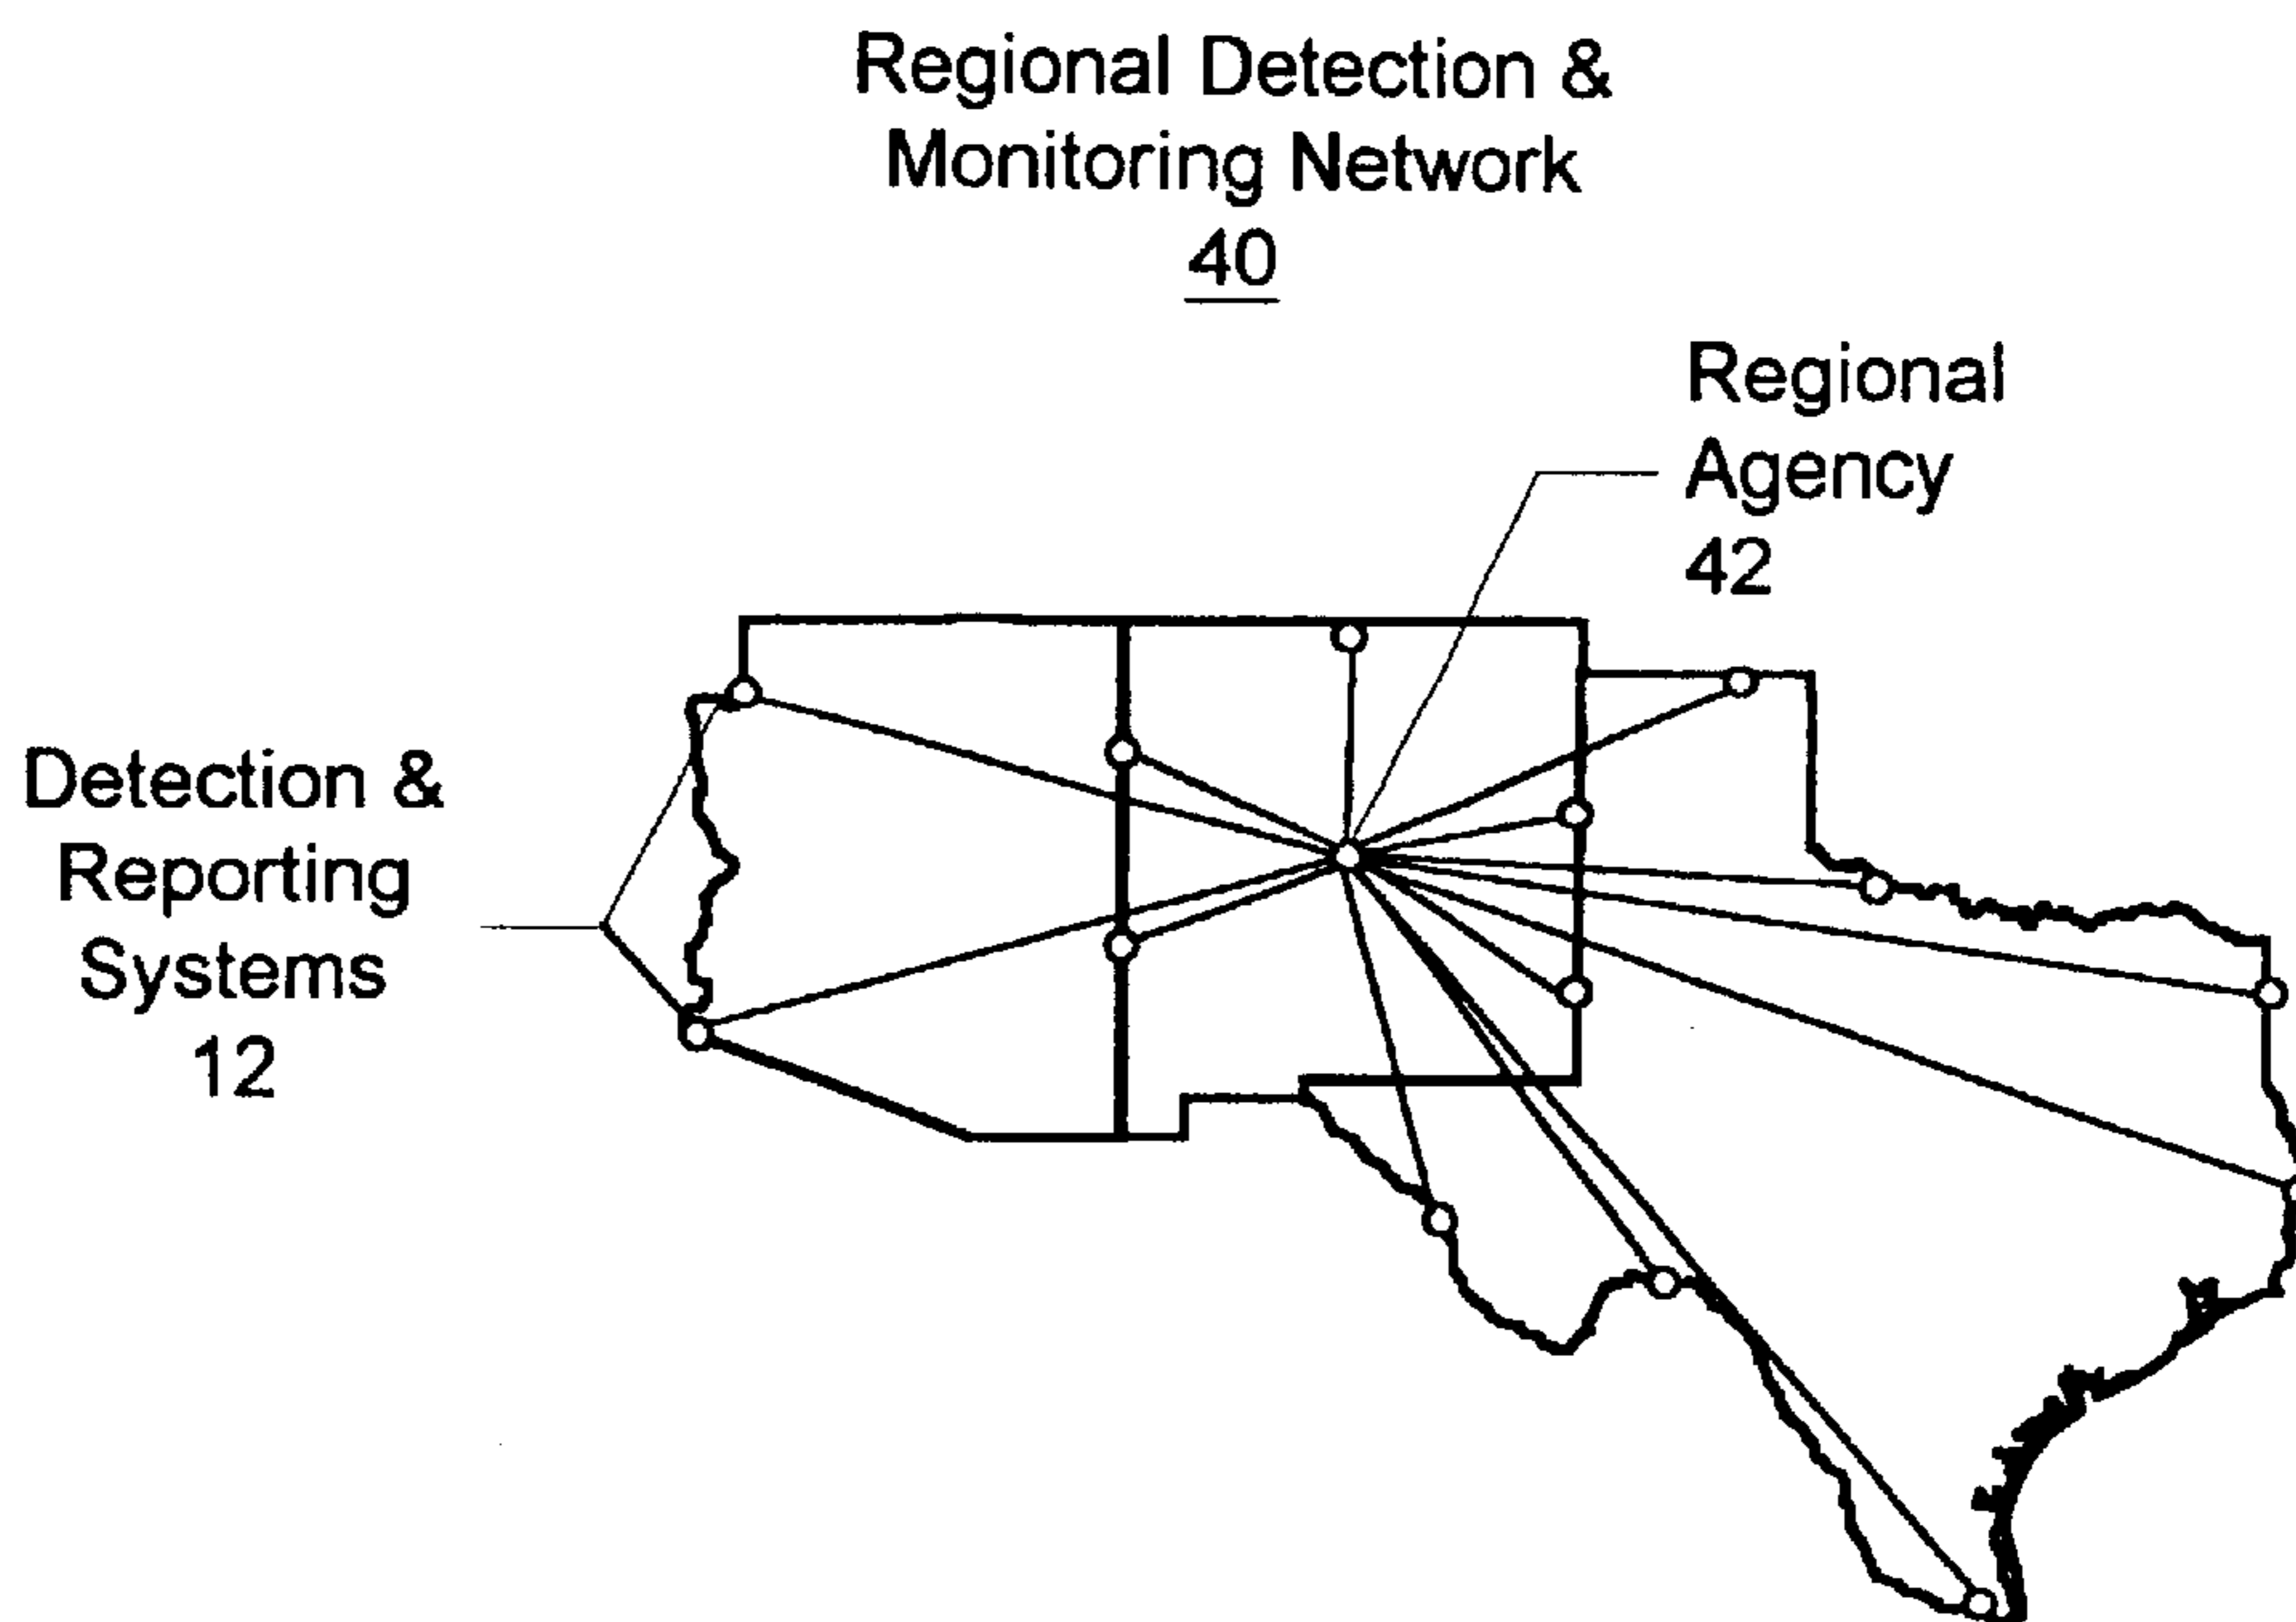 Regional Detection &
Monitoring Network
40
Regional
Agency
42
Detection &
Reporting
Systems
12